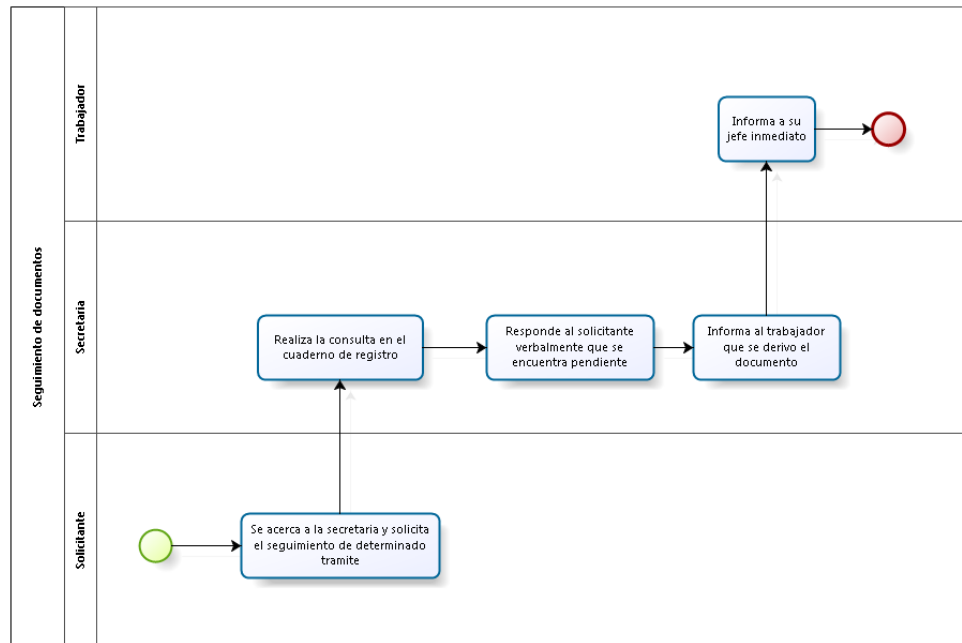 Seguimiento de documentos
Trabajador
Informa a su
jefe inmediato
Secretaria
Realiza la consulta en el
cuaderno de registro
Responde al solicitante
verbalmente que se
encuentra pendiente
Informa al trabajador
que se derivo el
documento
Solicitante
Se acerca a la secretaria y solicita
el seguimiento de determinado
tramite